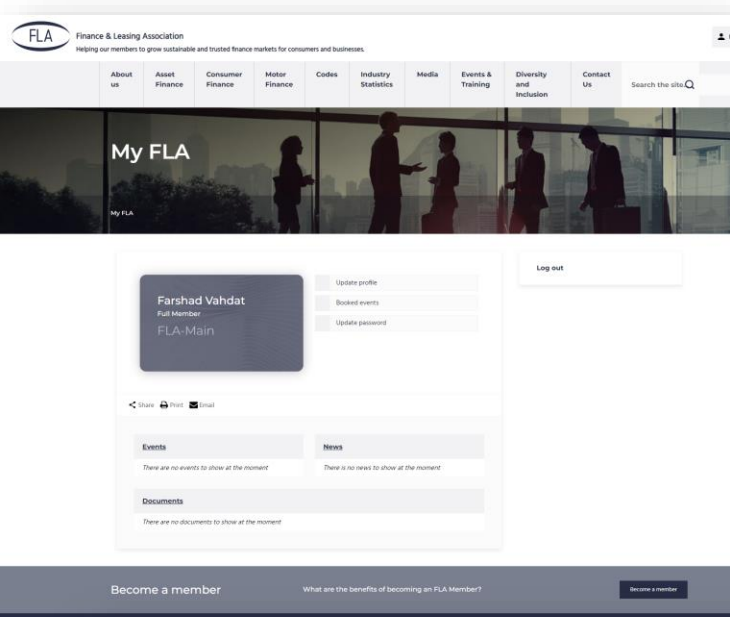 FLA
Finance & Leasing Association
Helping our members to grow sustainable and trusted finance markets for consumers and businesses.
About us
Asset Finance
Consumer Finance
Motor Finance
Codes
Industry Statistics
Media
Events & Training
Diversity and Inclusion
Contact Us
Search the site.
My FLA
My FLA
Farshad Vahdat
Full Member
FLA-Main
Update profile
Booked events
Update password
Log out
Share Print Email
Events
There are no events to show at the moment
News
There is no news to show at the moment
Documents
There are no documents to show at the moment
Become a member
What are the benefits of becoming an FLA Member?
Become a member